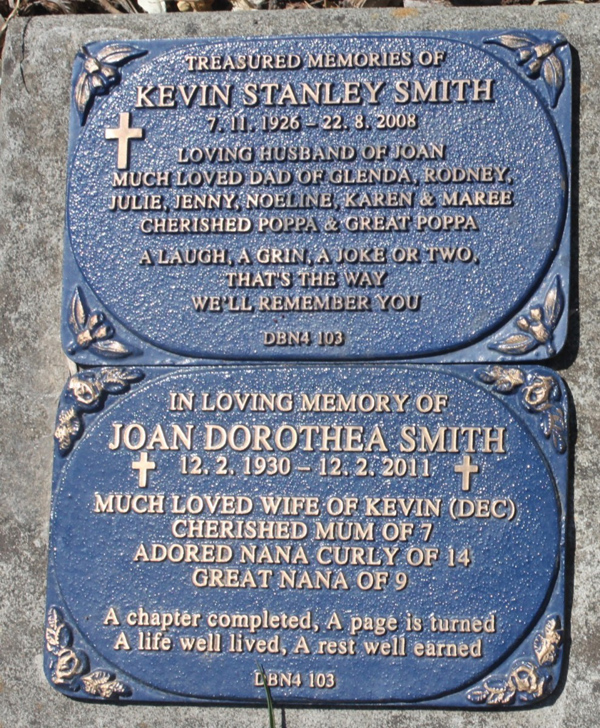 TREASURED MEMORIES OF
KEVIN STANLEY SMITH
7. 11. 1926 – 22. 8. 2008
LOVING HUSBAND OF JOAN
MUCH LOVED DAD OF GLENDA, RODNEY,
JULIE, JENNY, NOELINE, KAREN & MAREE
CHERISHED POPPA & GREAT POPPA
A LAUGH, A GRIN, A JOKE OR TWO,
THAT'S THE WAY
WE'LL REMEMBER YOU
DBN4 103
IN LOVING MEMORY OF
JOAN DOROTHEA SMITH
12. 2. 1930 – 12. 2. 2011
MUCH LOVED WIFE OF KEVIN (DEC)
CHERISHED MUM OF 7
ADORED NANA CURLY OF 14
GREAT NANA OF 9
A chapter completed, A page is turned
A life well lived, A rest well earned
DBN4 103